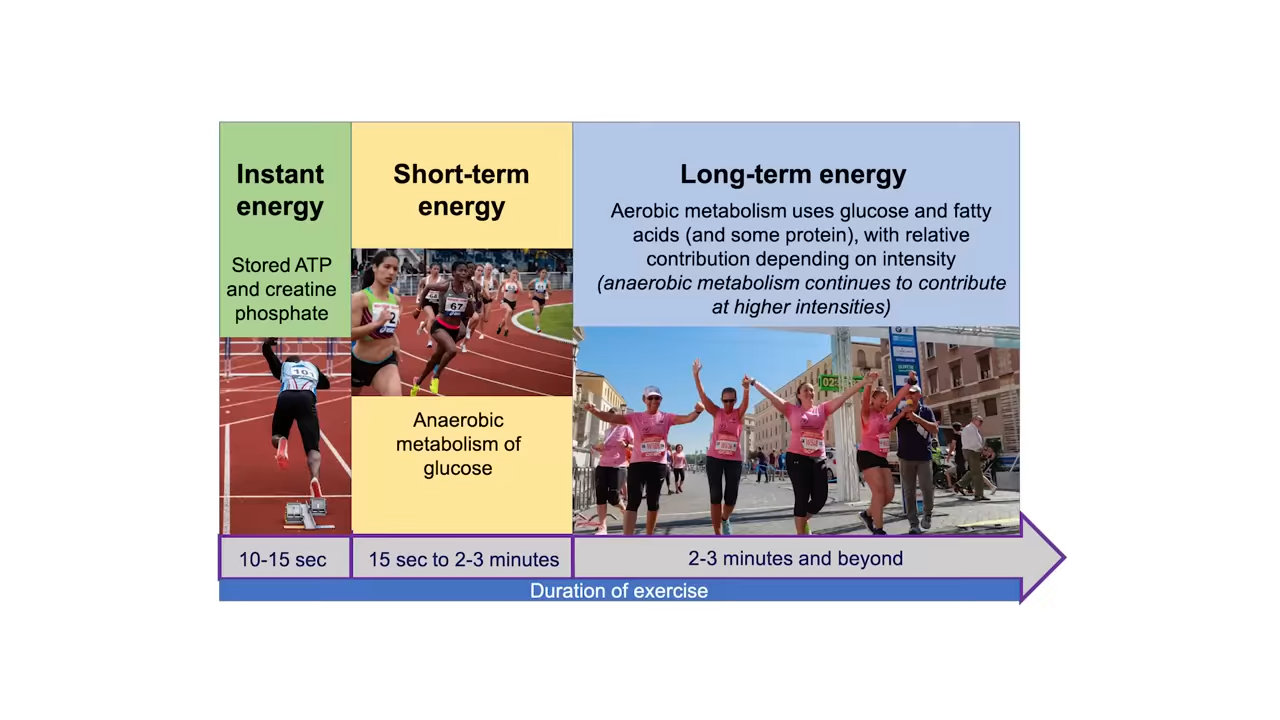 Instant
energy
Stored ATP
and creatine
phosphate
Short-term
energy
Anaerobic
metabolism of
glucose
Long-term energy
Aerobic metabolism uses glucose and fatty
acids (and some protein), with relative
contribution depending on intensity
(anaerobic metabolism continues to contribute
at higher intensities)
10
2
67
10-15 sec
15 sec to 2-3 minutes
2-3 minutes and beyond
Duration of exercise